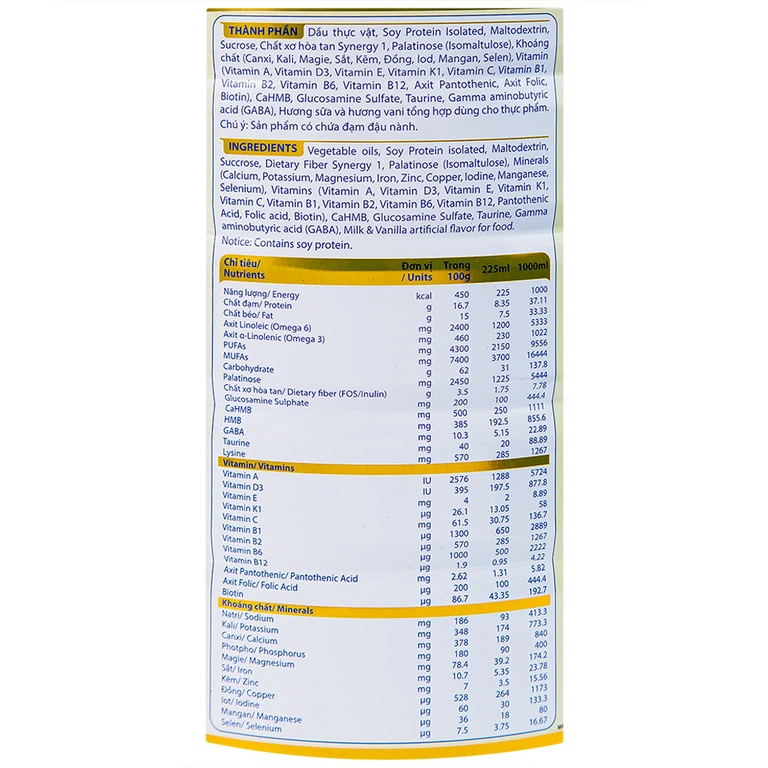 THÀNH PHẦN Dầu thực vật, Soy Protein Isolated, Maltodextrin,
Sucrose, Chất xơ hòa tan Synergy 1, Palatinose (Isomaltulose), Khoáng
chất (Canxi, Kali, Magie, Sắt, Kẽm, Đồng, Iod, Mangan, Selen), Vitamin
(Vitamin A, Vitamin D3, Vitamin E, Vitamin K1, Vitamin C, Vitamin B1,
Vitamin B2, Vitamin B6, Vitamin B12, Axit Pantothenic, Axit Folic,
Biotin), CaHMB, Glucosamine Sulfate, Taurine, Gamma aminobutyric
acid (GABA), Hương sữa và hương vani tổng hợp dùng cho thực phẩm.
Chú ý: Sản phẩm có chứa đạm đậu nành.
INGREDIENTS Vegetable oils, Soy Protein isolated, Maltodextrin,
Succrose, Dietary Fiber Synergy 1, Palatinose (Isomaltulose), Minerals
(Calcium, Potassium, Magnesium, Iron, Zinc, Copper, Iodine, Manganese,
Selenium), Vitamins (Vitamin A, Vitamin D3, Vitamin E, Vitamin K1,
Vitamin C, Vitamin B1, Vitamin B2, Vitamin B6, Vitamin B12, Pantothenic
Acid, Folic acid, Biotin), CaHMB, Glucosamine Sulfate, Taurine, Gamma
aminobutyric acid (GABA), Milk & Vanilla artificial flavor for food.
Notice: Contains soy protein.
Chỉ tiêu/ Nutrients Đơn vị / Units Trong 100g 225ml 1000ml
Năng lượng/ Energy kcal 450 225 1000
Chất đạm/ Protein g 16.7 8.35 37.11
Chất béo/ Fat g 15 7.5 33.33
Axit Linoleic (Omega 6) mg 2400 1200 5333
Axit α-Linolenic (Omega 3) mg 460 230 1022
PUFAs mg 4300 2150 9556
MUFAs mg 7400 3700 16444
Carbohydrate g 62 31 137.8
Palatinose mg 2450 1225 5444
Chất xơ hòa tan/ Dietary fiber (FOS/Inulin) g 3.5 1.75 7.78
Glucosamine Sulphate mg 200 100 444.4
CaHMB mg 500 250 1111
HMB mg 385 192.5 855.6
GABA mg 10.3 5.15 22.89
Taurine mg 40 20 88.89
Lysine mg 570 285 1267
Vitamin/ Vitamins
Vitamin A IU 2576 1288 5724
Vitamin D3 IU 395 197.5 877.8
Vitamin E mg 4 2 8.89
Vitamin K1 µg 26.1 13.05 58
Vitamin C mg 61.5 30.75 136.7
Vitamin B1 µg 1300 650 2889
Vitamin B2 µg 570 285 1267
Vitamin B6 µg 1000 500 2222
Vitamin B12 µg 1.9 0.95 4.22
Axit Pantothenic/ Pantothenic Acid mg 2.62 1.31 5.82
Axit Folic/ Folic Acid µg 200 100 444.4
Biotin µg 86.7 43.35 192.7
Khoáng chất/ Minerals
Natri/ Sodium mg 186 93 413.3
Kali/ Potassium mg 348 174 773.3
Canxi/ Calcium mg 378 189 840
Photpho/ Phosphorus mg 180 90 400
Magie/ Magnesium mg 78.4 39.2 174.2
Sắt/ Iron mg 10.7 5.35 23.78
Kẽm/ Zinc mg 7 3.5 15.56
Đồng/ Copper µg 528 264 1173
Iot/ Iodine µg 60 30 133.3
Mangan/ Manganese µg 36 18 80
Selen/ Selenium µg 7.5 3.75 16.67